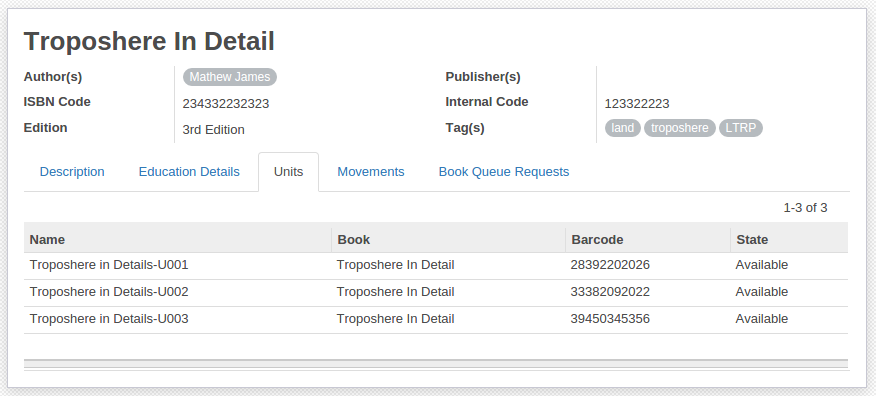 Troposhere In Detail
Author(s) Mathew James Publisher(s)
ISBN Code 234332232323 Internal Code 123322223
Edition 3rd Edition Tag(s) land troposhere LTRP
Description Education Details Units Movements Book Queue Requests
1-3 of 3
Name Book Barcode State
Troposhere in Details-U001 Troposhere In Detail 28392202026 Available
Troposhere in Details-U002 Troposhere In Detail 33382092022 Available
Troposhere in Details-U003 Troposhere In Detail 39450345356 Available